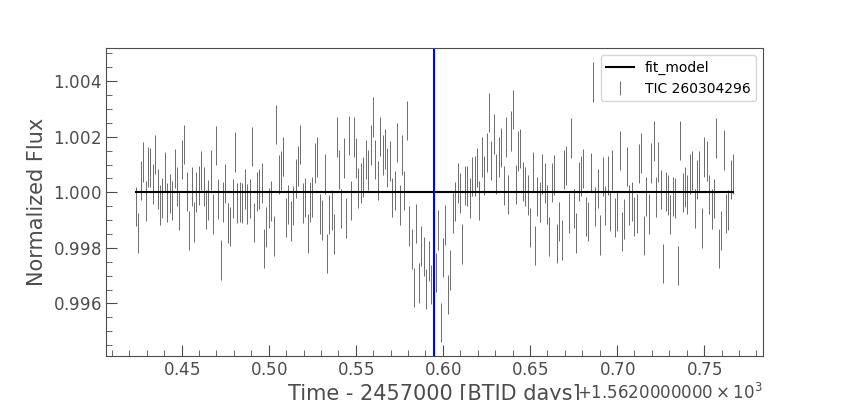 fit_model
TIC 260304296
1.004
1.002
1.000
0.998
0.996
Normalized Flux
0.45 0.50 0.55 0.60 0.65 0.70 0.75
Time - 2457000 [BTJD days]
+1.5620000000 × 10³